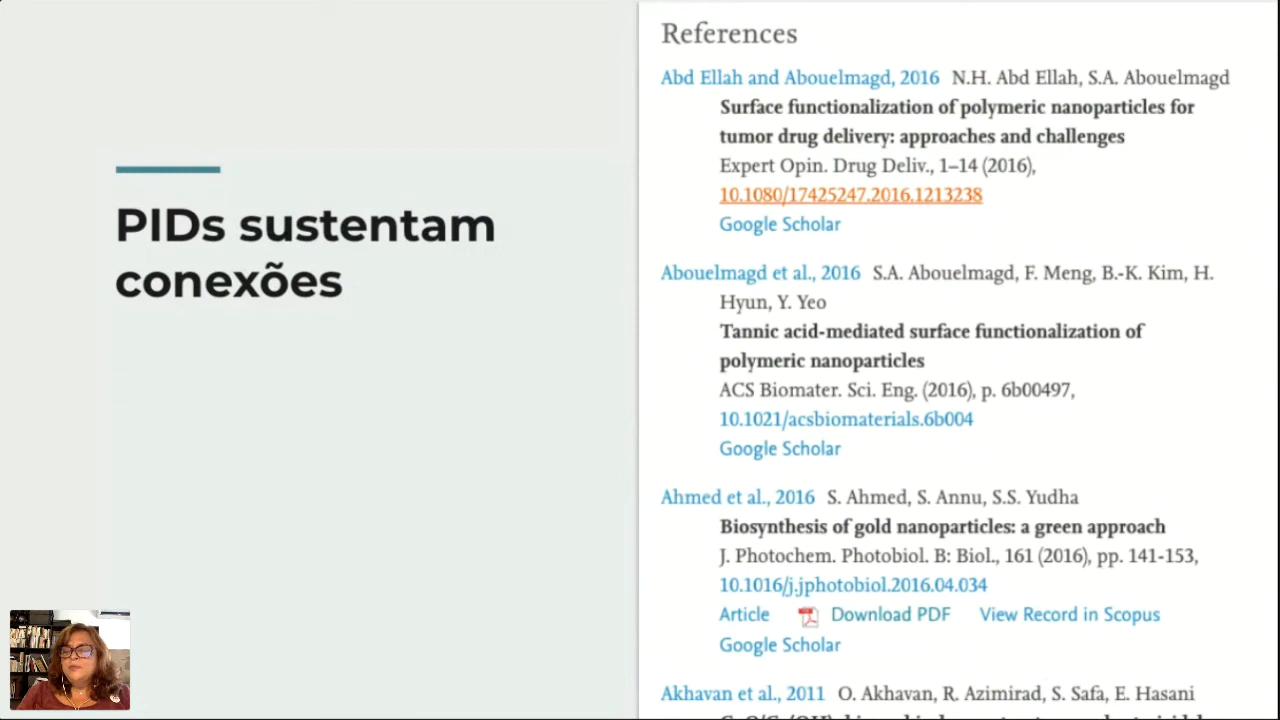 PIDs sustentam
conexões
References
Abd Ellah and Abouelmagd, 2016 N.H. Abd Ellah, S.A. Abouelmagd
Surface functionalization of polymeric nanoparticles for
tumor drug delivery: approaches and challenges
Expert Opin. Drug Deliv., 1–14 (2016),
10.1080/17425247.2016.1213238
Google Scholar
Abouelmagd et al., 2016 S.A. Abouelmagd, F. Meng, B.-K. Kim, H.
Hyun, Y. Yeo
Tannic acid-mediated surface functionalization of
polymeric nanoparticles
ACS Biomater. Sci. Eng. (2016), p. 6b00497,
10.1021/acsbiomaterials.6b004
Google Scholar
Ahmed et al., 2016 S. Ahmed, S. Annu, S.S. Yudha
Biosynthesis of gold nanoparticles: a green approach
J. Photochem. Photobiol. B: Biol., 161 (2016), pp. 141-153,
10.1016/j.jphotobiol.2016.04.034
Article Download PDF View Record in Scopus
Google Scholar
Akhavan et al., 2011 O. Akhavan, R. Azimirad, S. Safa, E. Hasani